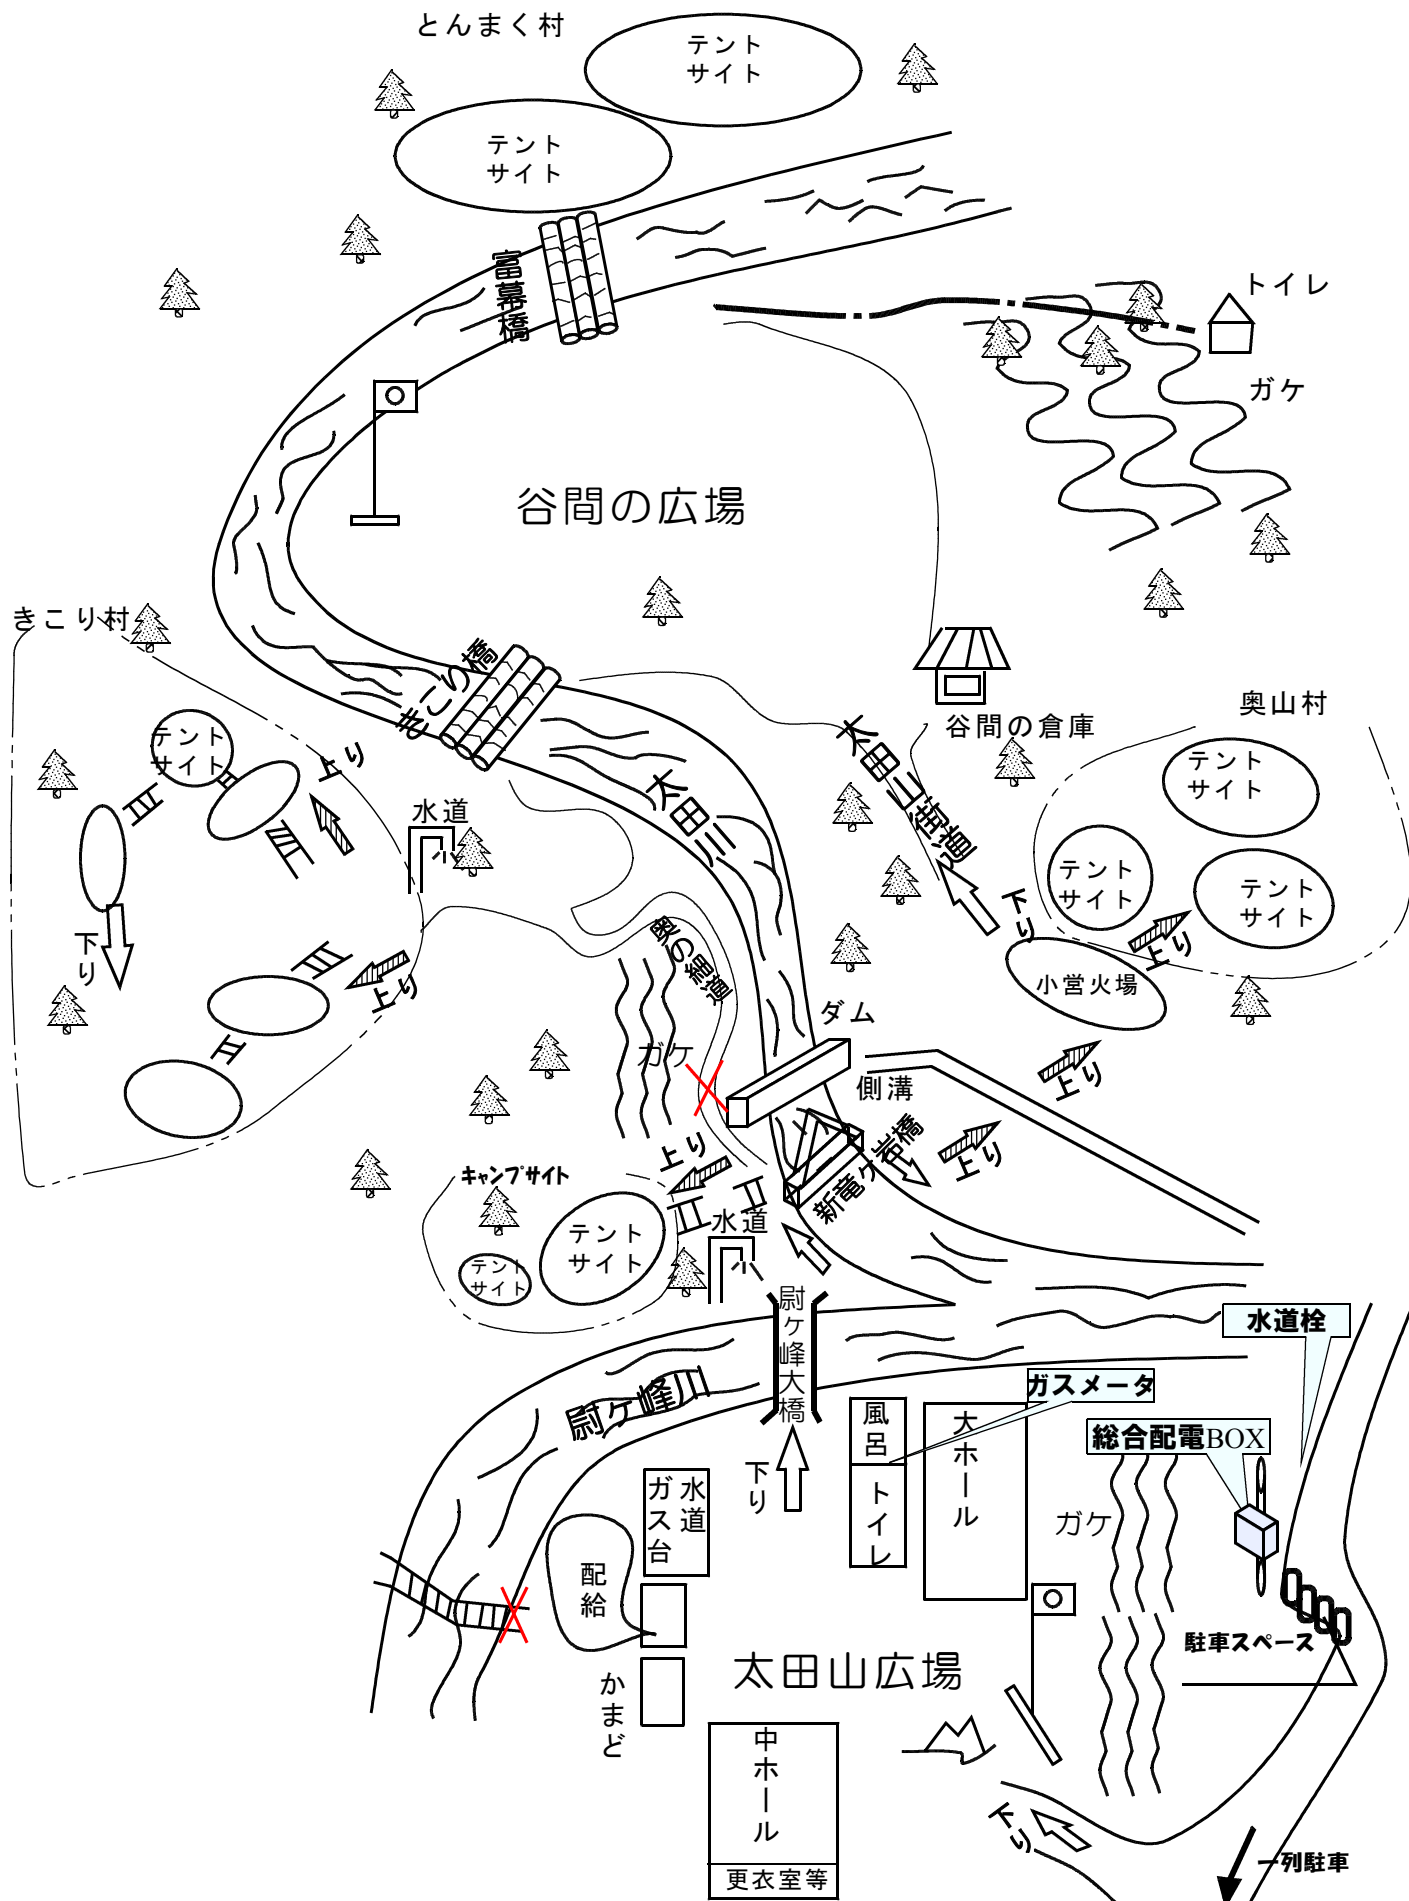 とんまく村
テント
サイト
テント
サイト
富幕橋
トイレ
ガケ
谷間の広場
きこり村
きこり橋
谷間の倉庫
奥山村
テント
サイト
上り
水道
太田川
太田山街道
テント
サイト
テント
サイト
テント
サイト
下り
下り
上り
上り
奥の細道
小営火場
ダム
ガケ
側溝
上り
新竜ケ岩橋
上り
上り
キャンプサイト
テント
サイト
テント
サイト
水道
尉ヶ峰大橋
水道栓
尉ヶ峰川
ガスメータ
総合配電BOX
風呂
トイレ
大ホール
下り
水道
ガス台
ガケ
配給
駐車スペース
太田山広場
かまど
中ホール
更衣室等
下り
一列駐車